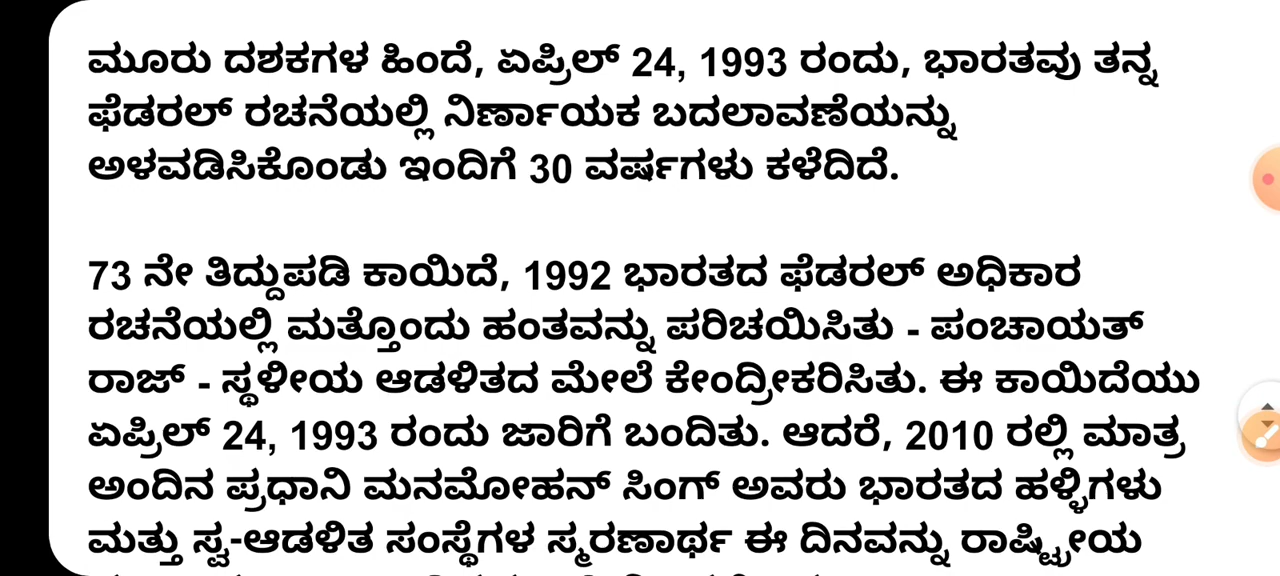 ಮೂರು ದಶಕಗಳ ಹಿಂದೆ, ಏಪ್ರಿಲ್ 24, 1993 ರಂದು, ಭಾರತವು ತನ್ನ
ಫೆಡರಲ್ ರಚನೆಯಲ್ಲಿ ನಿರ್ಣಾಯಕ ಬದಲಾವಣೆಯನ್ನು
ಅಳವಡಿಸಿಕೊಂಡು ಇಂದಿಗೆ 30 ವರ್ಷಗಳು ಕಳೆದಿದೆ.
73 ನೇ ತಿದ್ದುಪಡಿ ಕಾಯಿದೆ, 1992 ಭಾರತದ ಫೆಡರಲ್ ಅಧಿಕಾರ
ರಚನೆಯಲ್ಲಿ ಮತ್ತೊಂದು ಹಂತವನ್ನು ಪರಿಚಯಿಸಿತು - ಪಂಚಾಯತ್
ರಾಜ್ - ಸ್ಥಳೀಯ ಆಡಳಿತದ ಮೇಲೆ ಕೇಂದ್ರೀಕರಿಸಿತು. ಈ ಕಾಯಿದೆಯು
ಏಪ್ರಿಲ್ 24, 1993 ರಂದು ಜಾರಿಗೆ ಬಂದಿತು. ಆದರೆ, 2010 ರಲ್ಲಿ ಮಾತ್ರ
ಅಂದಿನ ಪ್ರಧಾನಿ ಮನಮೋಹನ್ ಸಿಂಗ್ ಅವರು ಭಾರತದ ಹಳ್ಳಿಗಳು
ಮತ್ತು ಸ್ವ-ಆಡಳಿತ ಸಂಸ್ಥೆಗಳ ಸ್ಮರಣಾರ್ಥ ಈ ದಿನವನ್ನು ರಾಷ್ಟ್ರೀಯ